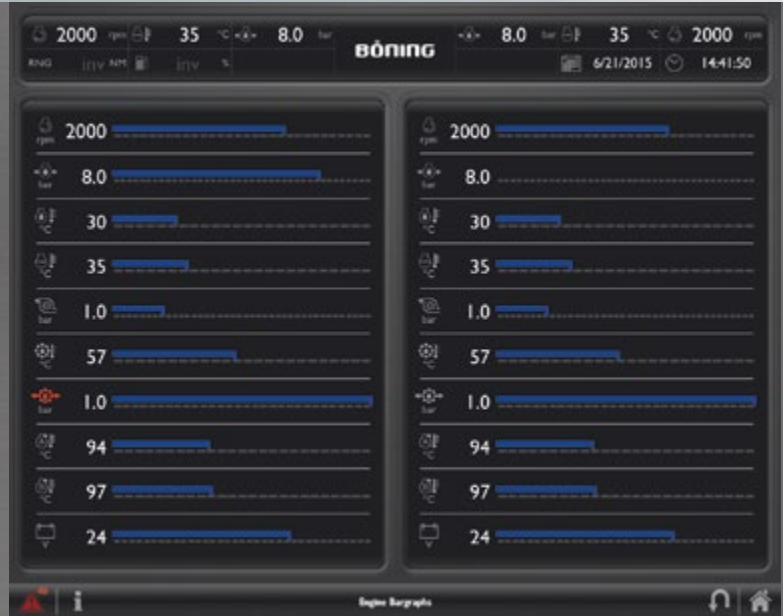 2000 rpm 35 °C 8.0 bar
RNG inv NM inv %
BÖNING
8.0 bar 35 °C 2000 rpm
6/21/2015 14:41:50
rpm 2000
bar 8.0
°C 30
°C 35
bar 1.0
°C 57
bar 1.0
°C 94
°C 97
V 24
rpm 2000
bar 8.0
°C 30
°C 35
bar 1.0
°C 57
bar 1.0
°C 94
°C 97
V 24
i
Engine Bargraphs